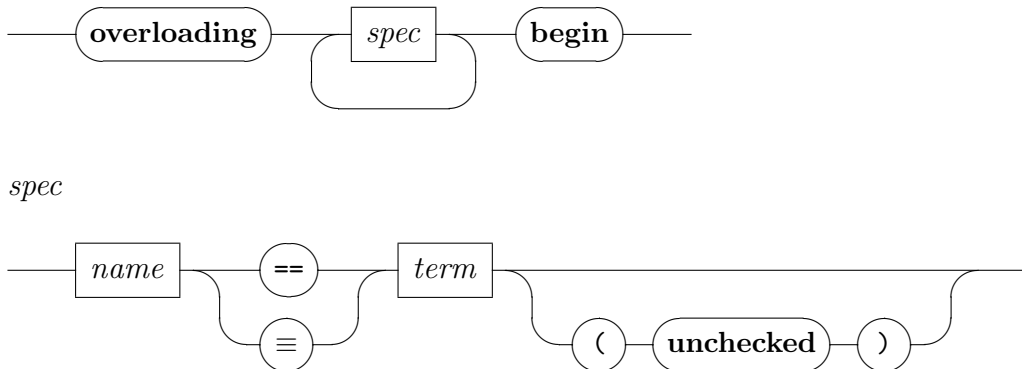 overloading spec begin
spec
name == term
≡ ( unchecked )